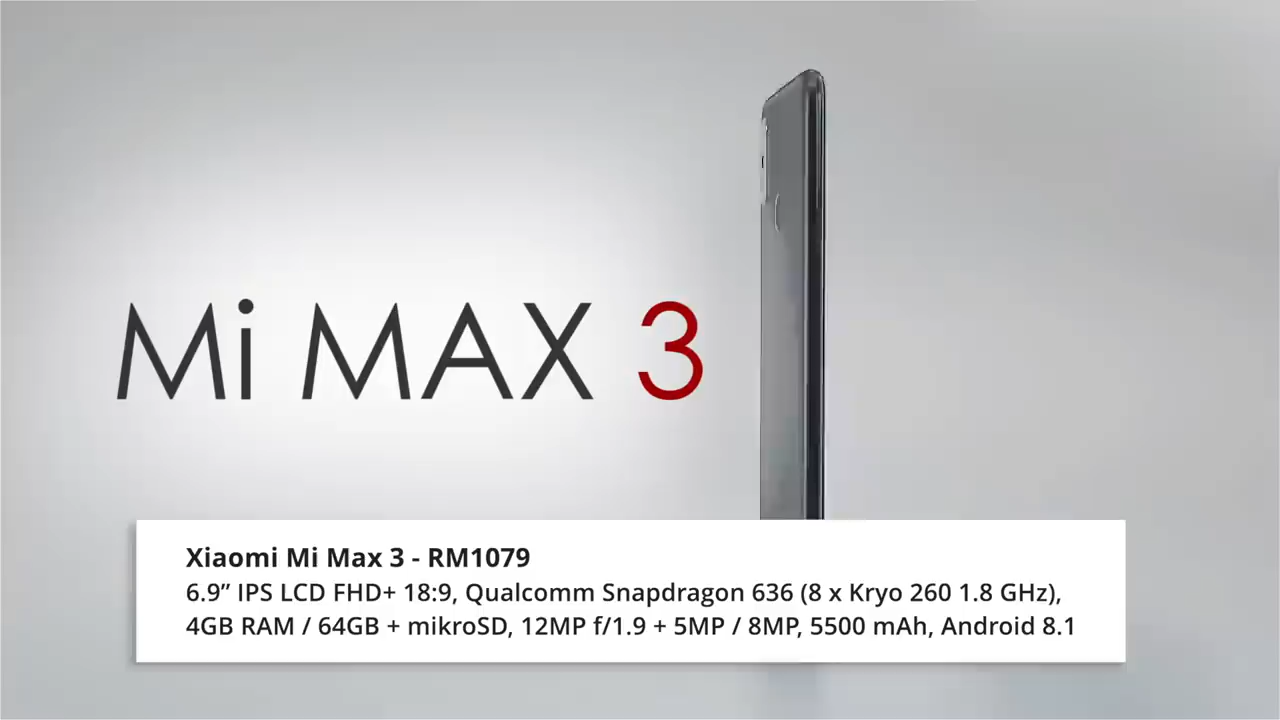 Mi MAX 3
Xiaomi Mi Max 3 - RM1079
6.9” IPS LCD FHD+ 18:9, Qualcomm Snapdragon 636 (8 x Kryo 260 1.8 GHz),
4GB RAM / 64GB + mikroSD, 12MP f/1.9 + 5MP / 8MP, 5500 mAh, Android 8.1